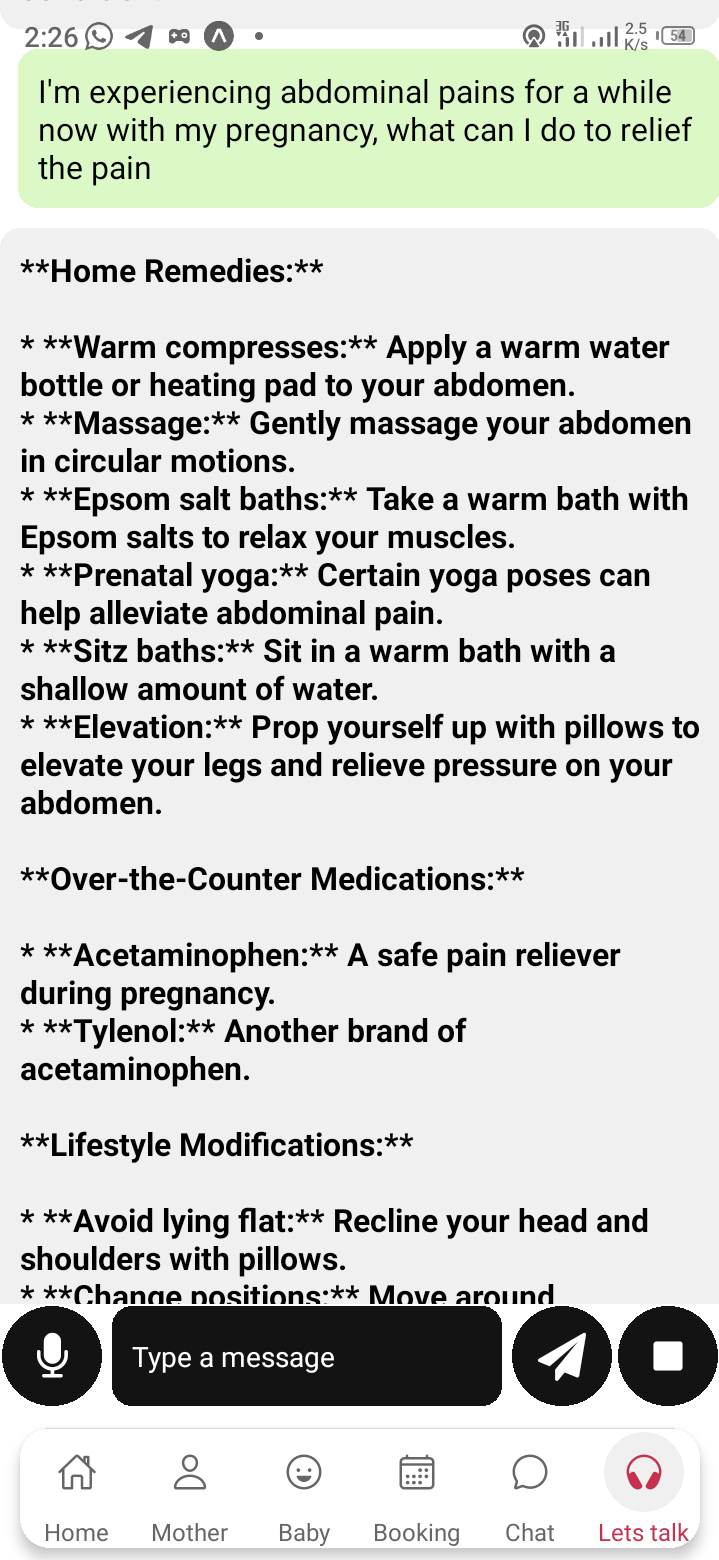 2:26
3G
2.5
K/s
54
I'm experiencing abdominal pains for a while
now with my pregnancy, what can I do to relief
the pain
**Home Remedies:**
* **Warm compresses:** Apply a warm water
bottle or heating pad to your abdomen.
* **Massage:** Gently massage your abdomen
in circular motions.
* **Epsom salt baths:** Take a warm bath with
Epsom salts to relax your muscles.
* **Prenatal yoga:** Certain yoga poses can
help alleviate abdominal pain.
* **Sitz baths:** Sit in a warm bath with a
shallow amount of water.
* **Elevation:** Prop yourself up with pillows to
elevate your legs and relieve pressure on your
abdomen.
**Over-the-Counter Medications:**
* **Acetaminophen:** A safe pain reliever
during pregnancy.
* **Tylenol:** Another brand of
acetaminophen.
**Lifestyle Modifications:**
* **Avoid lying flat:** Recline your head and
shoulders with pillows.
* **Change positions:** Move around
Type a message
Home
Mother
Baby
Booking
Chat
Lets talk